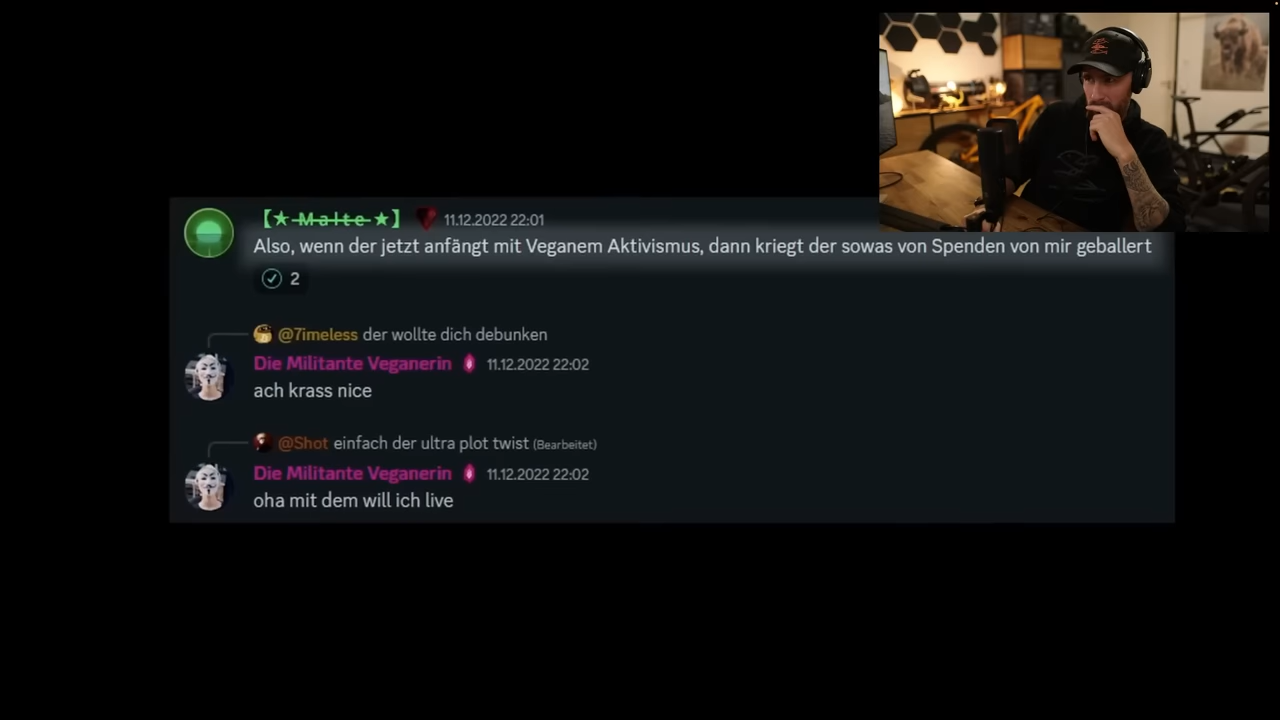 【★ Malte ★】 11.12.2022 22:01
Also, wenn der jetzt anfängt mit Veganem Aktivismus, dann kriegt der sowas von Spenden von mir geballert
2
@7imeless der wollte dich debunken
Die Militante Veganerin 11.12.2022 22:02
ach krass nice
@Shot einfach der ultra plot twist (Bearbeitet)
Die Militante Veganerin 11.12.2022 22:02
oha mit dem will ich live